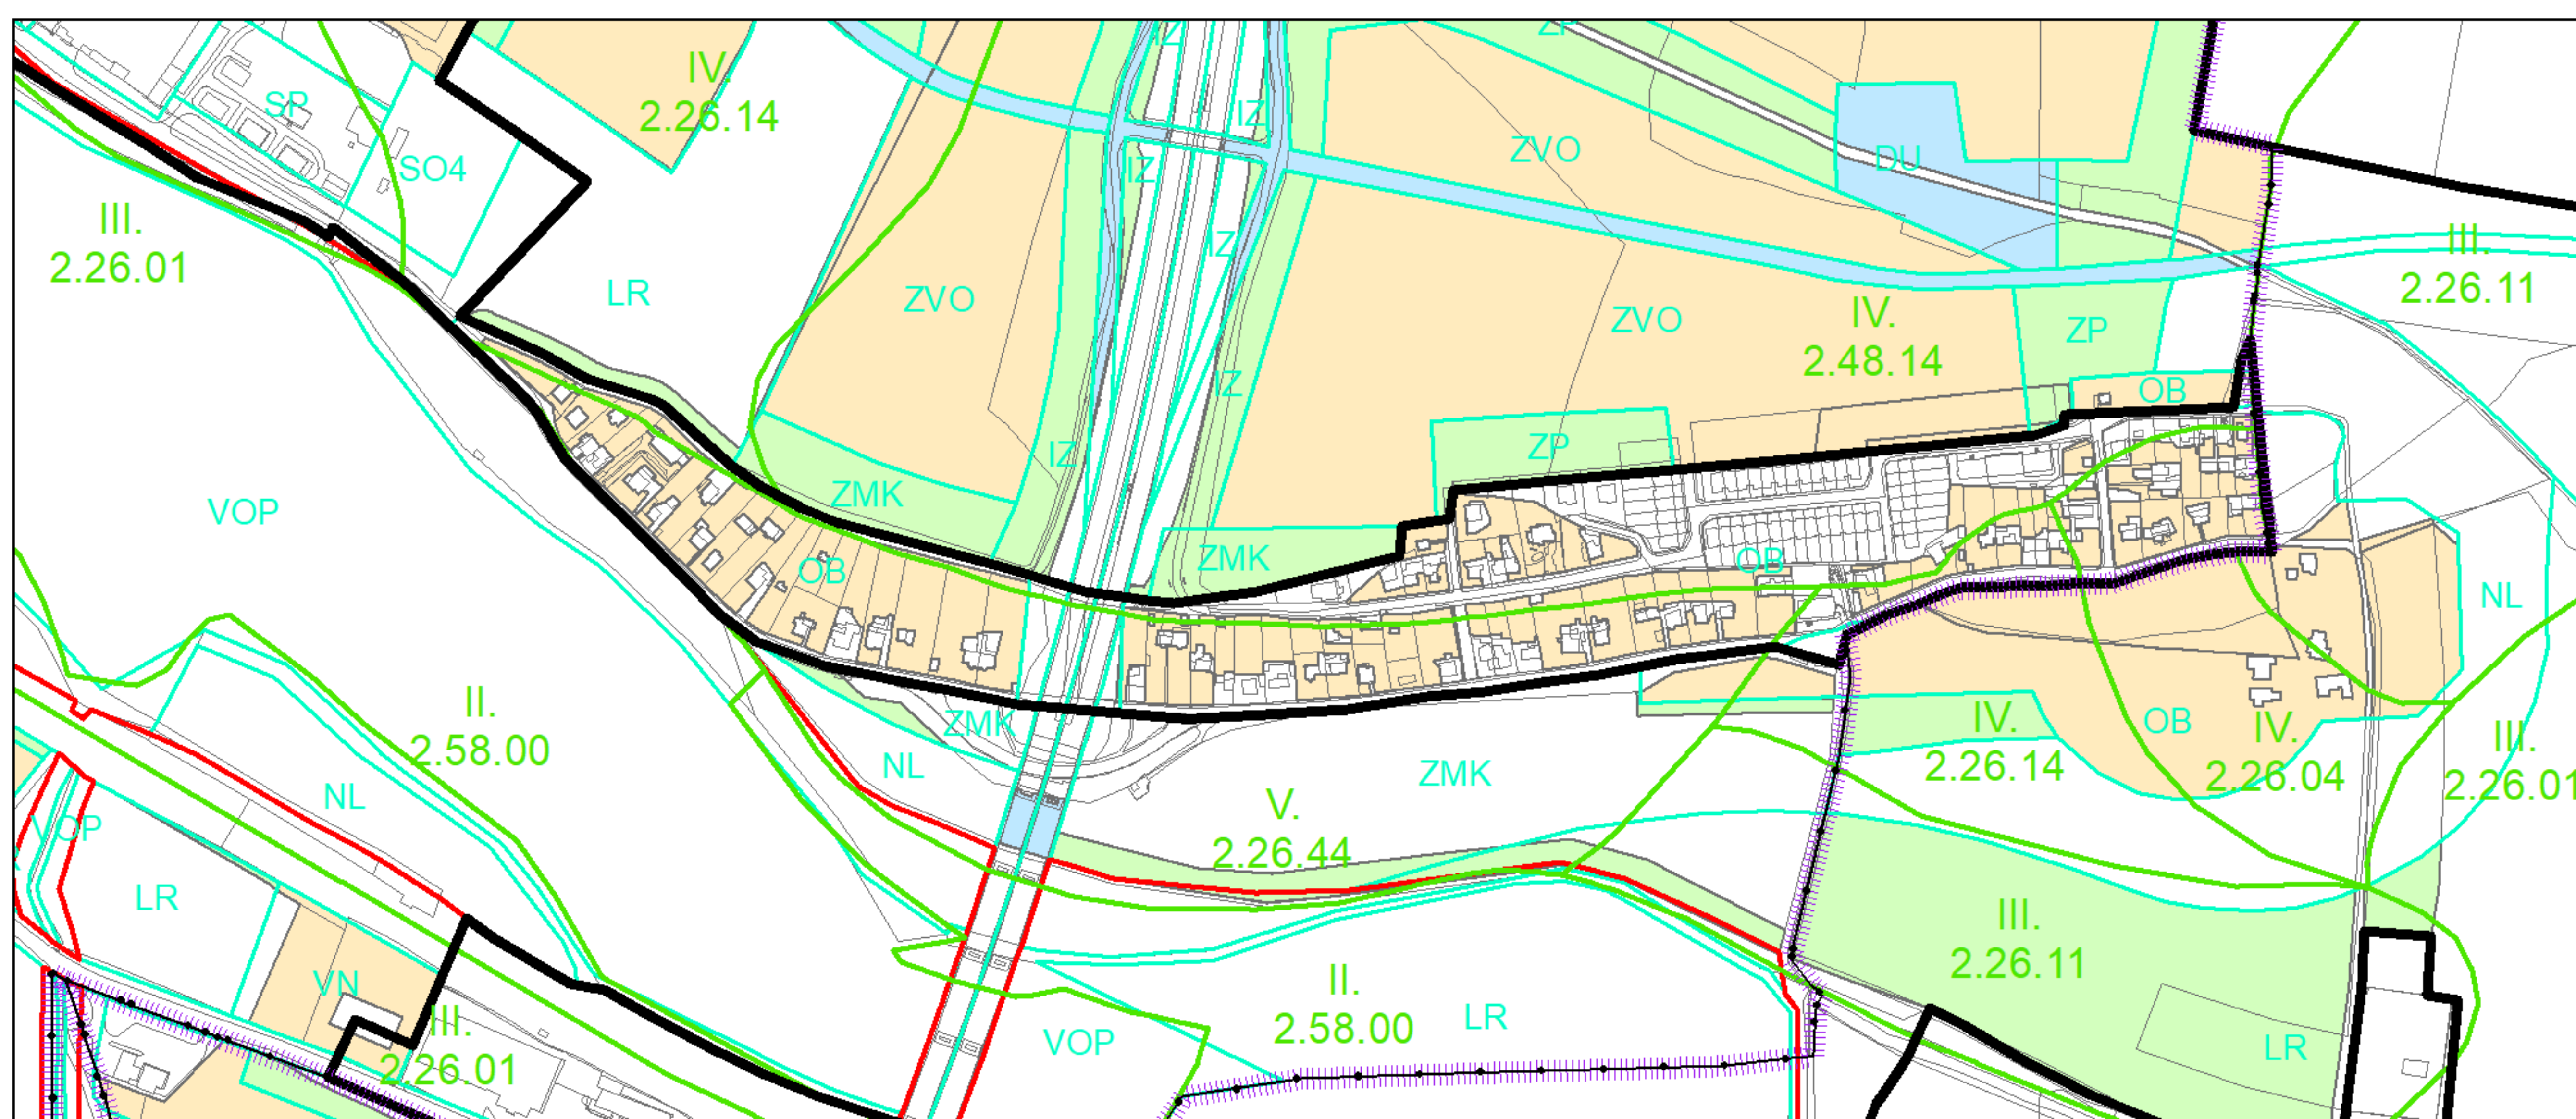 ZP
IZ
IV.
2.26.14
SP
IZ
ZVO
DU
SO4
IZ
III.
2.26.01
IZ
III.
2.26.11
LR
ZVO
ZVO
IV.
2.48.14
ZP
IZ
OB
ZP
IZ
ZMK
VOP
ZMK
OB
OB
NL
II.
2.58.00
ZMK
IV.
2.26.14
OB
IV.
2.26.04
III.
2.26.01
NL
ZMK
NL
V.
2.26.44
VOP
LR
III.
2.26.11
VN
II.
2.58.00
LR
III.
2.26.01
VOP
LR